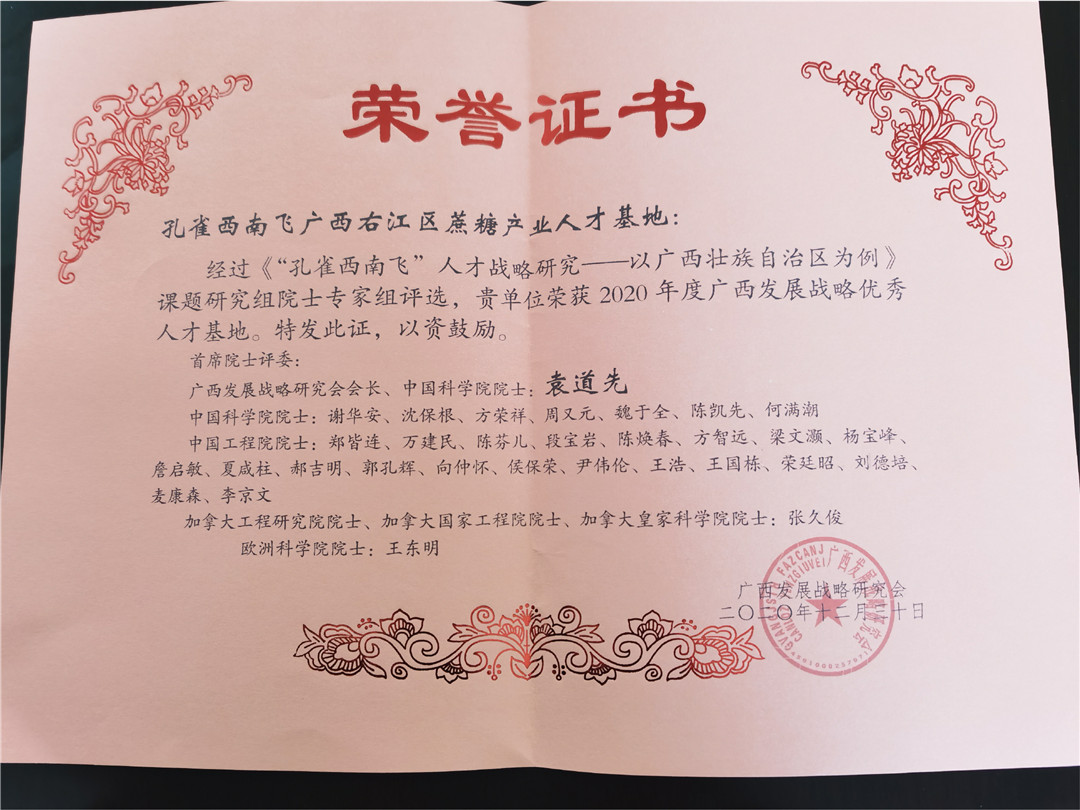 荣誉证书
孔雀西南飞广西右江区蔗糖产业人才基地：
经过《“孔雀西南飞”人才战略研究——以广西壮族自治区为例》
课题研究组院士专家组评选，贵单位荣获2020年度广西发展战略优秀
人才基地。特发此证，以资鼓励。
首席院士评委：
广西发展战略研究会会长、中国科学院院士：袁道先
中国科学院院士：谢华安、沈保根、方荣祥、周又元、魏于全、陈凯先、何满潮
中国工程院院士：郑皆连、万建民、陈芬儿、段宝岩、陈焕春、方智远、梁文灏、杨宝峰、
詹启敏、夏咸柱、郝吉明、郭孔辉、向仲怀、侯保荣、尹伟伦、王浩、王国栋、荣廷昭、刘德培、
麦康森、李京文
加拿大工程研究院院士、加拿大国家工程院院士、加拿大皇家科学院院士：张久俊
欧洲科学院院士：王东明
广西发展战略研究会
二〇二〇年十二月三十日